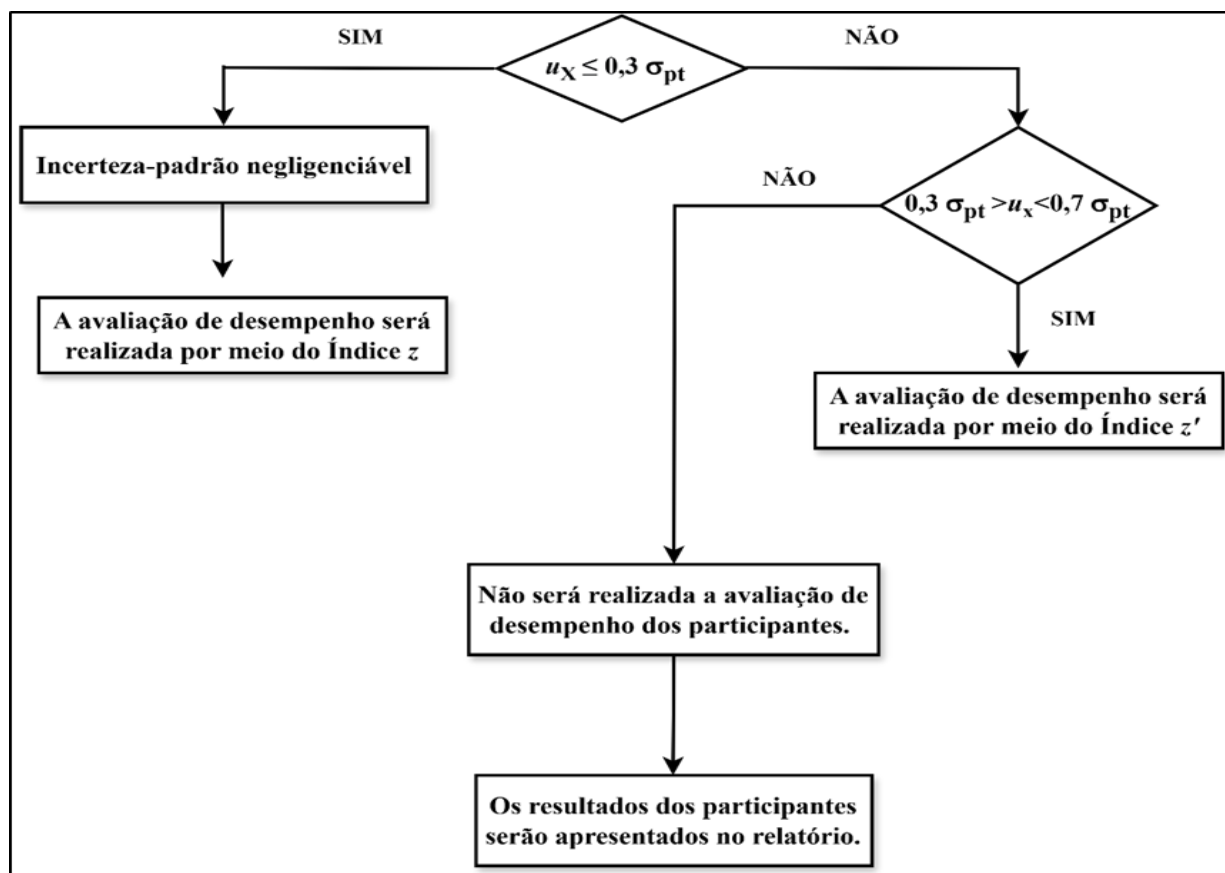 SIM
NÃO
u_X ≤ 0,3 σ_pt
Incerteza-padrão negligenciável
NÃO
0,3 σ_pt >u_x<0,7 σ_pt
A avaliação de desempenho será
realizada por meio do Índice z
SIM
A avaliação de desempenho será
realizada por meio do Índice z'
Não será realizada a avaliação de
desempenho dos participantes.
Os resultados dos participantes
serão apresentados no relatório.